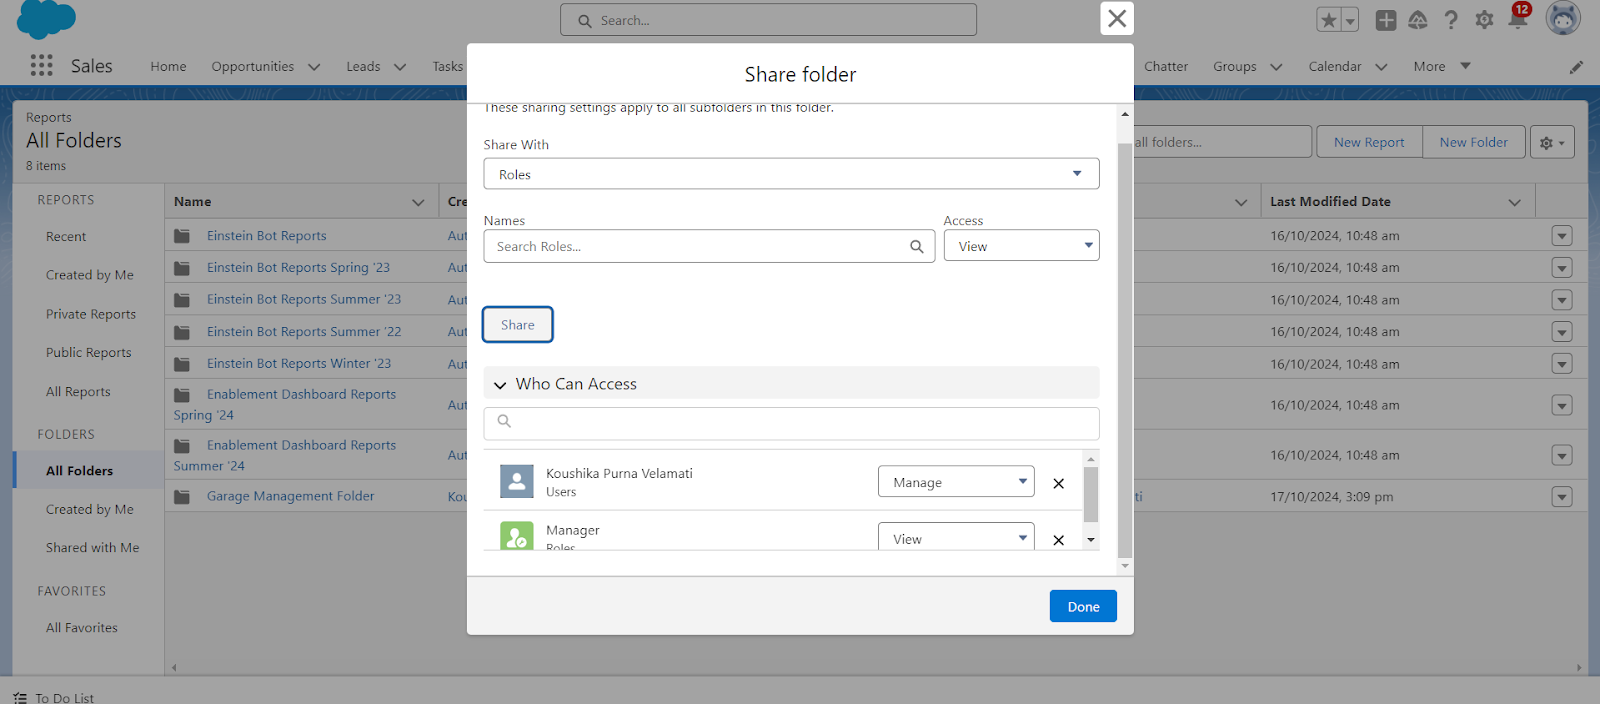 Search...
12
Sales
Home
Opportunities
Leads
Tasks
Chatter
Groups
Calendar
More
Share folder
These sharing settings apply to all subfolders in this folder.
Reports
All Folders
8 items
all folders...
New Report
New Folder
Share With
Roles
Names
Access
Search Roles...
View
Share
Who Can Access
Koushika Purna Velamati
Users
Manage
Manager
Roles
View
Done
REPORTS
Recent
Created by Me
Private Reports
Public Reports
All Reports
FOLDERS
All Folders
Created by Me
Shared with Me
FAVORITES
All Favorites
Name
Cre
Last Modified Date
Einstein Bot Reports
Aut
16/10/2024, 10:48 am
Einstein Bot Reports Spring '23
Aut
16/10/2024, 10:48 am
Einstein Bot Reports Summer '23
Aut
16/10/2024, 10:48 am
Einstein Bot Reports Summer '22
Aut
16/10/2024, 10:48 am
Einstein Bot Reports Winter '23
Aut
16/10/2024, 10:48 am
Enablement Dashboard Reports
Spring '24
Aut
16/10/2024, 10:48 am
Enablement Dashboard Reports
Summer '24
Aut
16/10/2024, 10:48 am
Garage Management Folder
Kou
ti
17/10/2024, 3:09 pm
To Do List